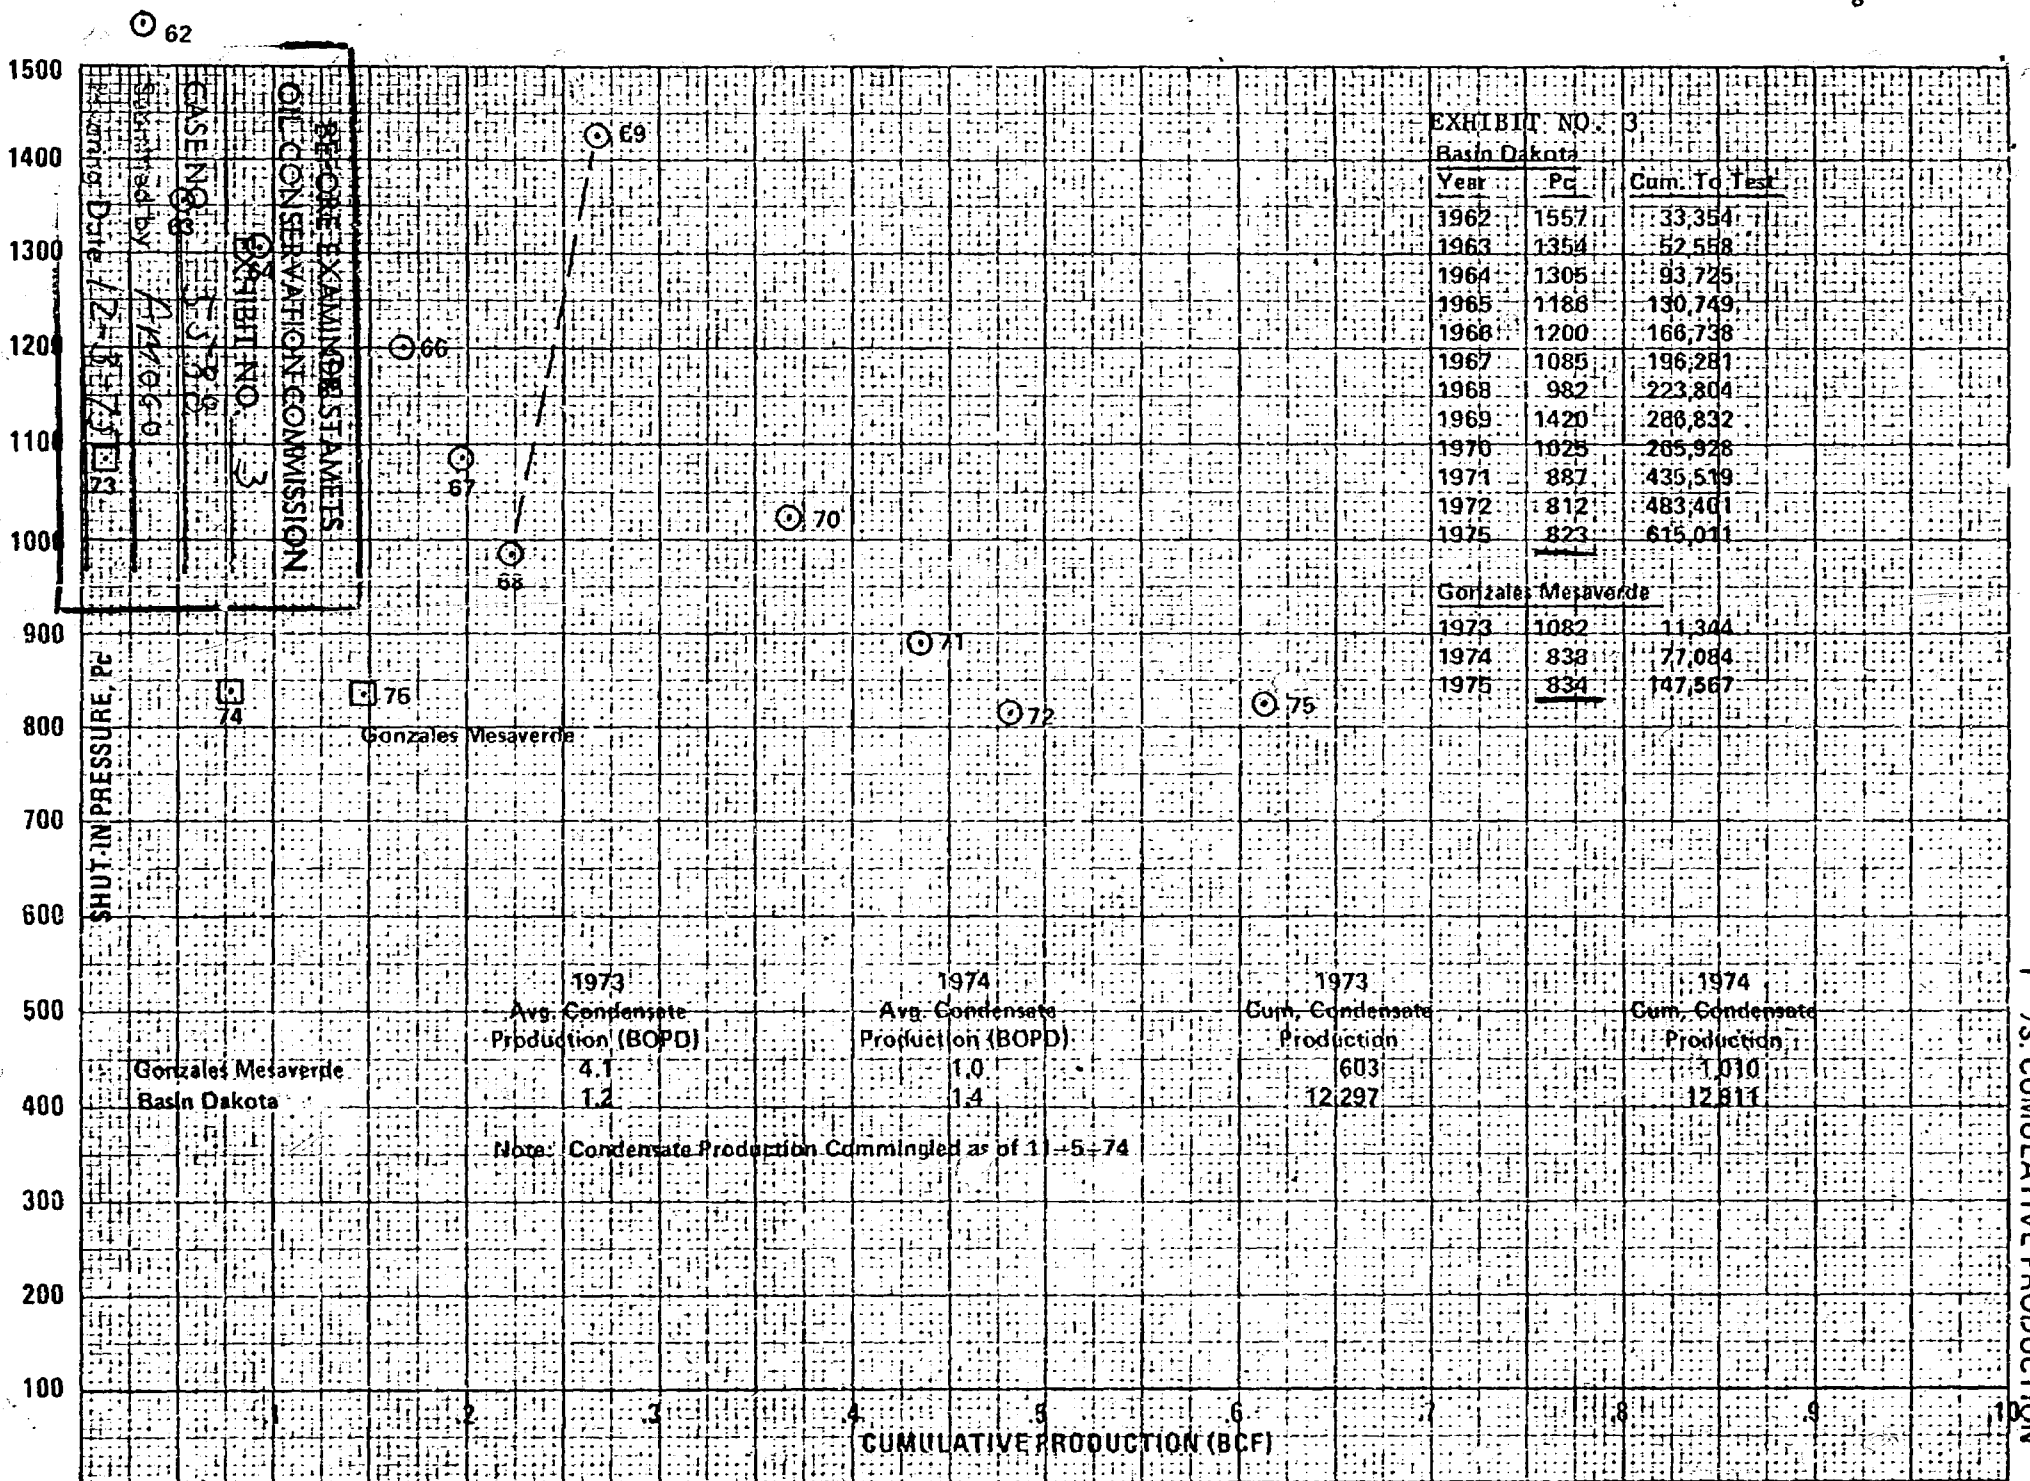 8
62
1500
1400
1300
1200
1100
1000
900
800
700
600
500
400
300
200
100
SHUT-IN PRESSURE, Pc
BEFORE EXAMINER STAMETS
OIL CONSERVATION COMMISSION
EXHIBIT NO. 3
CASE NO.
Submitted by
Hearing Date
63
64
66
67
68
69
70
71
72
75
73
74
75
Gonzales Mesaverde
EXHIBIT NO. 3
Basin Dakota
Year Pc Cum. To Test
1962 1557 33,354
1963 1354 52,558
1964 1305 93,725
1965 1186 130,749
1966 1200 166,738
1967 1085 196,281
1968 982 223,804
1969 1420 266,832
1970 1025 265,928
1971 887 435,519
1972 812 483,401
1975 823 615,011
Gonzales Mesaverde
1973 1082 11,344
1974 838 77,084
1975 834 147,567
1973 1974 1973 1974
Avg. Condensate Avg. Condensate Cum. Condensate Cum. Condensate
Production (BOPD) Production (BOPD) Production Production
Gonzales Mesaverde 4.1 1.0 603 1,010
Basin Dakota 1.2 1.4 12,297 12,811
Note: Condensate Production Commingled as of 11-5-74
.1 .2 .3 .4 .5 .6 .7 .8 .9 .10
CUMULATIVE PRODUCTION (BCF)
CUMULATIVE PRODUCTION